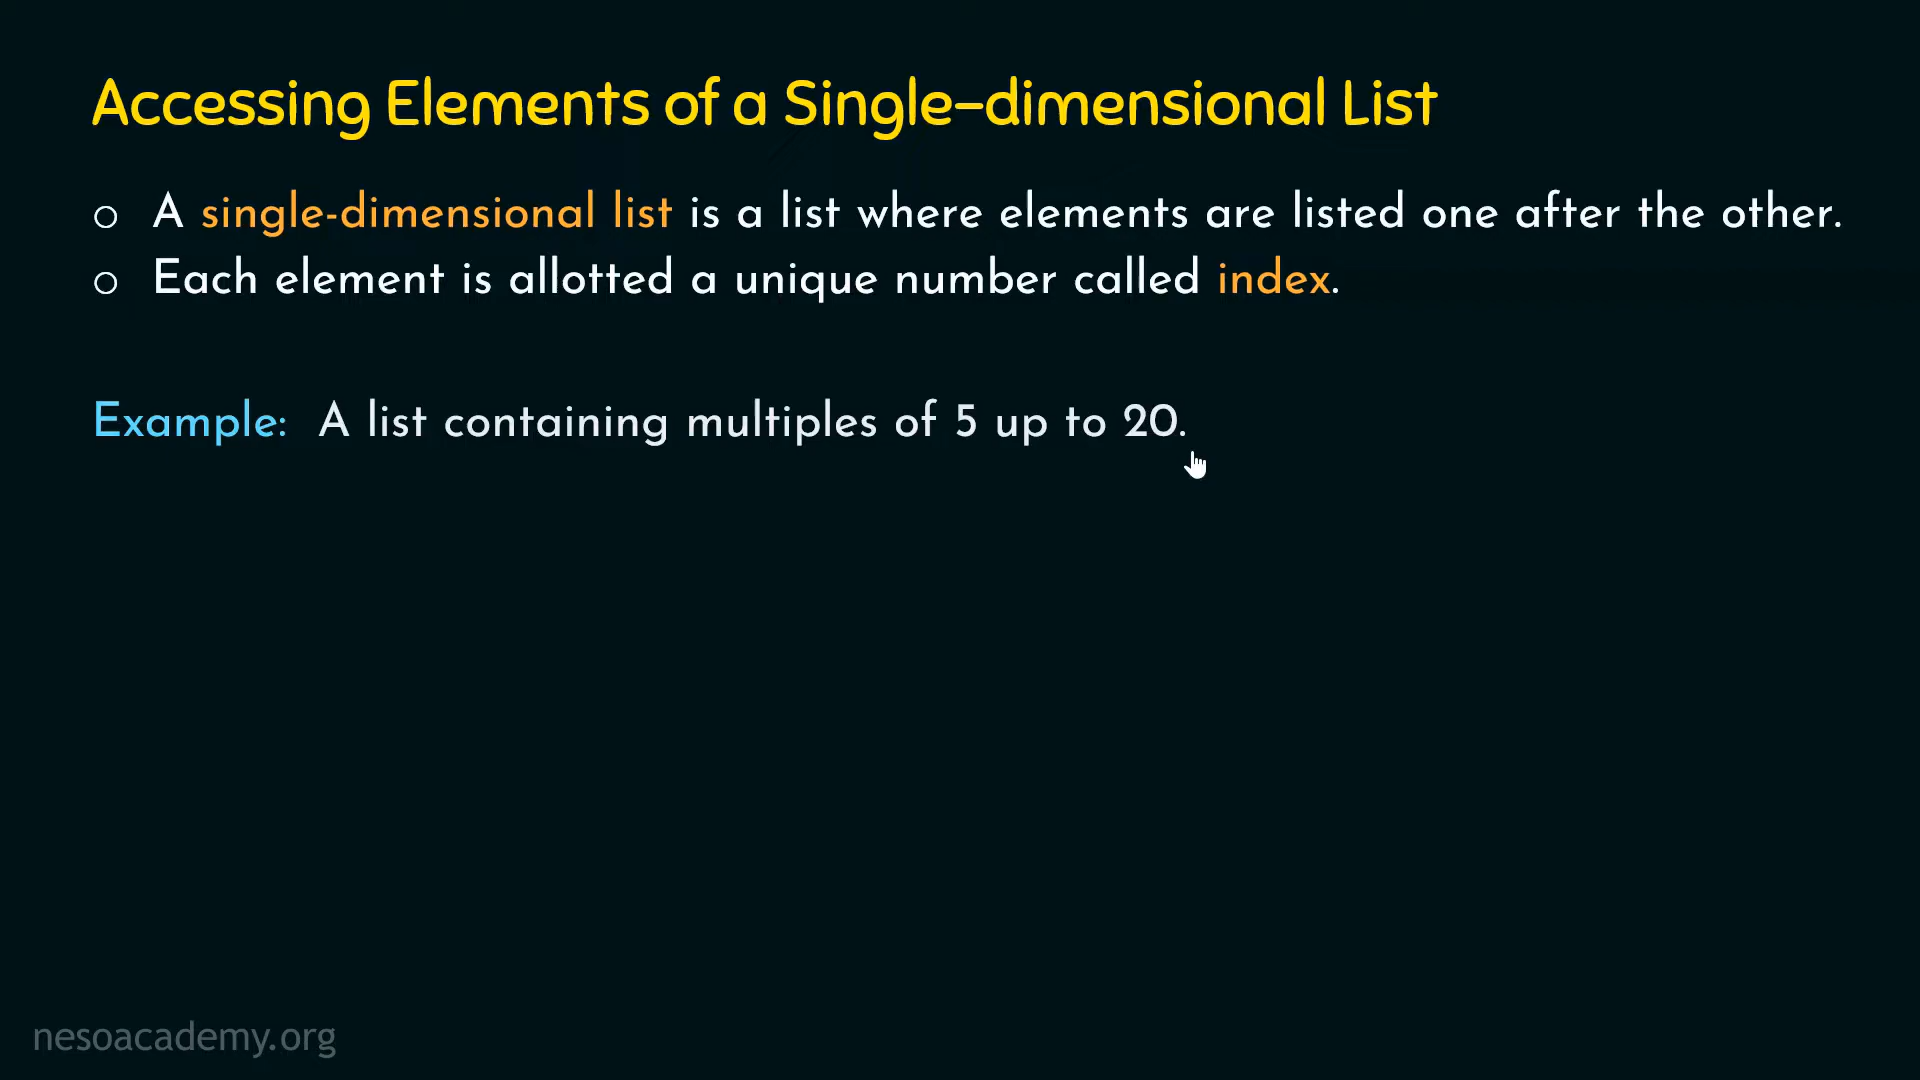 Accessing Elements of a Single-dimensional List
○ A single-dimensional list is a list where elements are listed one after the other.
○ Each element is allotted a unique number called index.
Example: A list containing multiples of 5 up to 20.
nesoacademy.org